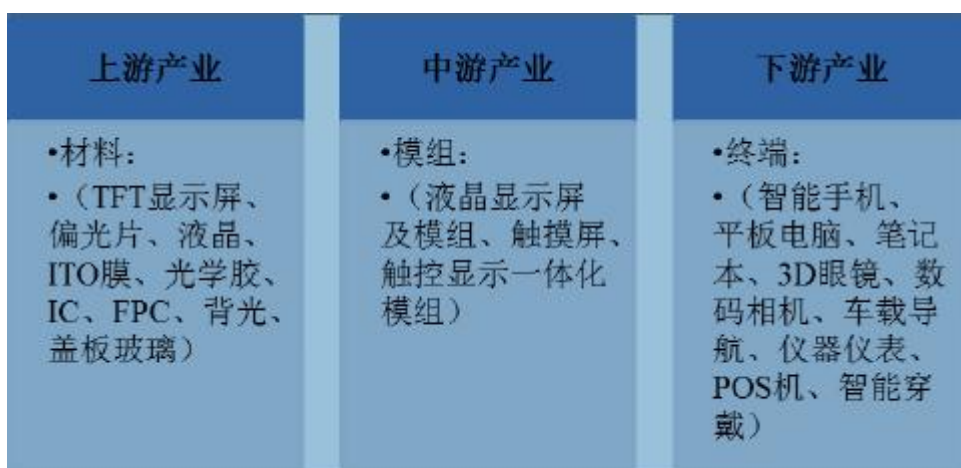 上游产业
•材料：
•（TFT显示屏、
偏光片、液晶、
ITO膜、光学胶、
IC、FPC、背光、
盖板玻璃）
中游产业
•模组：
•（液晶显示屏
及模组、触摸屏、
触控显示一体化
模组）
下游产业
•终端：
•（智能手机、
平板电脑、笔记
本、3D眼镜、数
码相机、车载导
航、仪器仪表、
POS机、智能穿
戴）